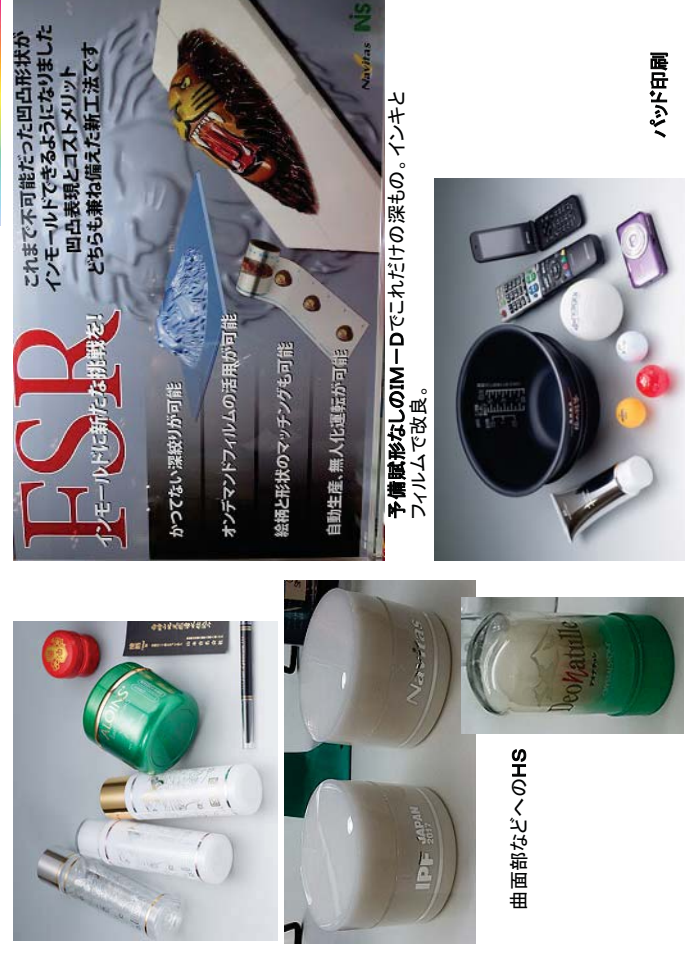 これまで不可能だった凹凸形状が
インモールドできるようになりました
凹凸表現とコストメリット
どちらも兼ね備えた新工法です
FSR
インモールドに新たな挑戦を!
かつてない深絞りが可能
オンデマンドフィルムの活用が可能
絵柄と形状のマッチングも可能
自動生産、無人化運転が可能
Navitas
iNIS
予備賦形なしのIM－Dでこれだけの深もの。インキと
フィルムで改良。
パッド印刷
ALOINS
IPF JAPAN
2017
Navitas
Deonatulle
デオナチュレ
曲面部などへのHS